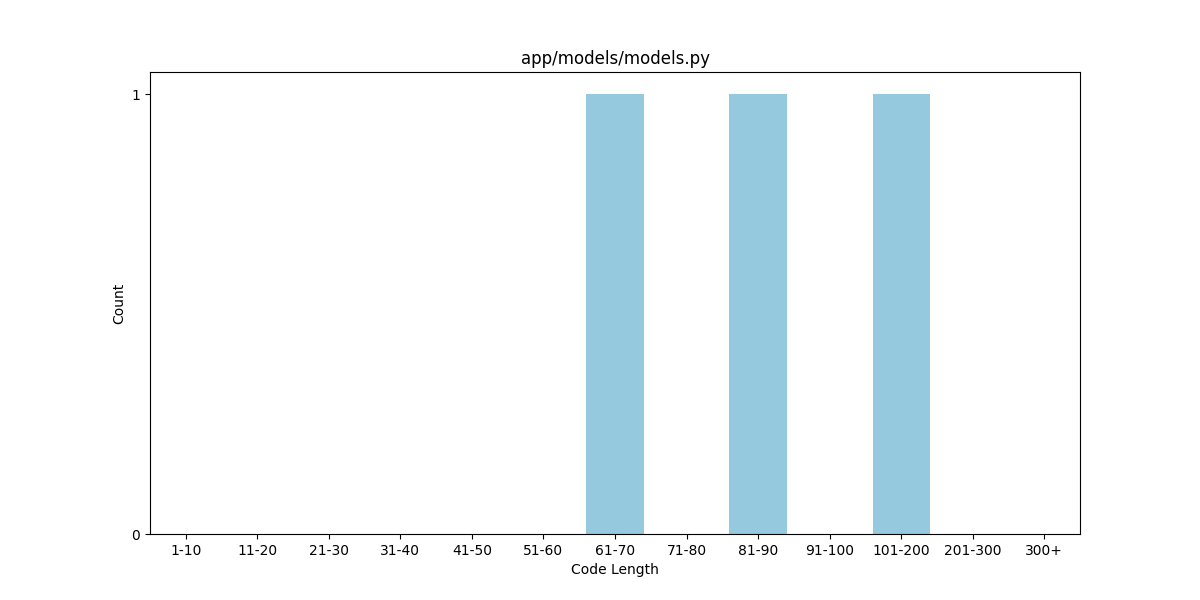 app/models/models.py
1
Count
0
1-10 11-20 21-30 31-40 41-50 51-60 61-70 71-80 81-90 91-100 101-200 201-300 300+
Code Length